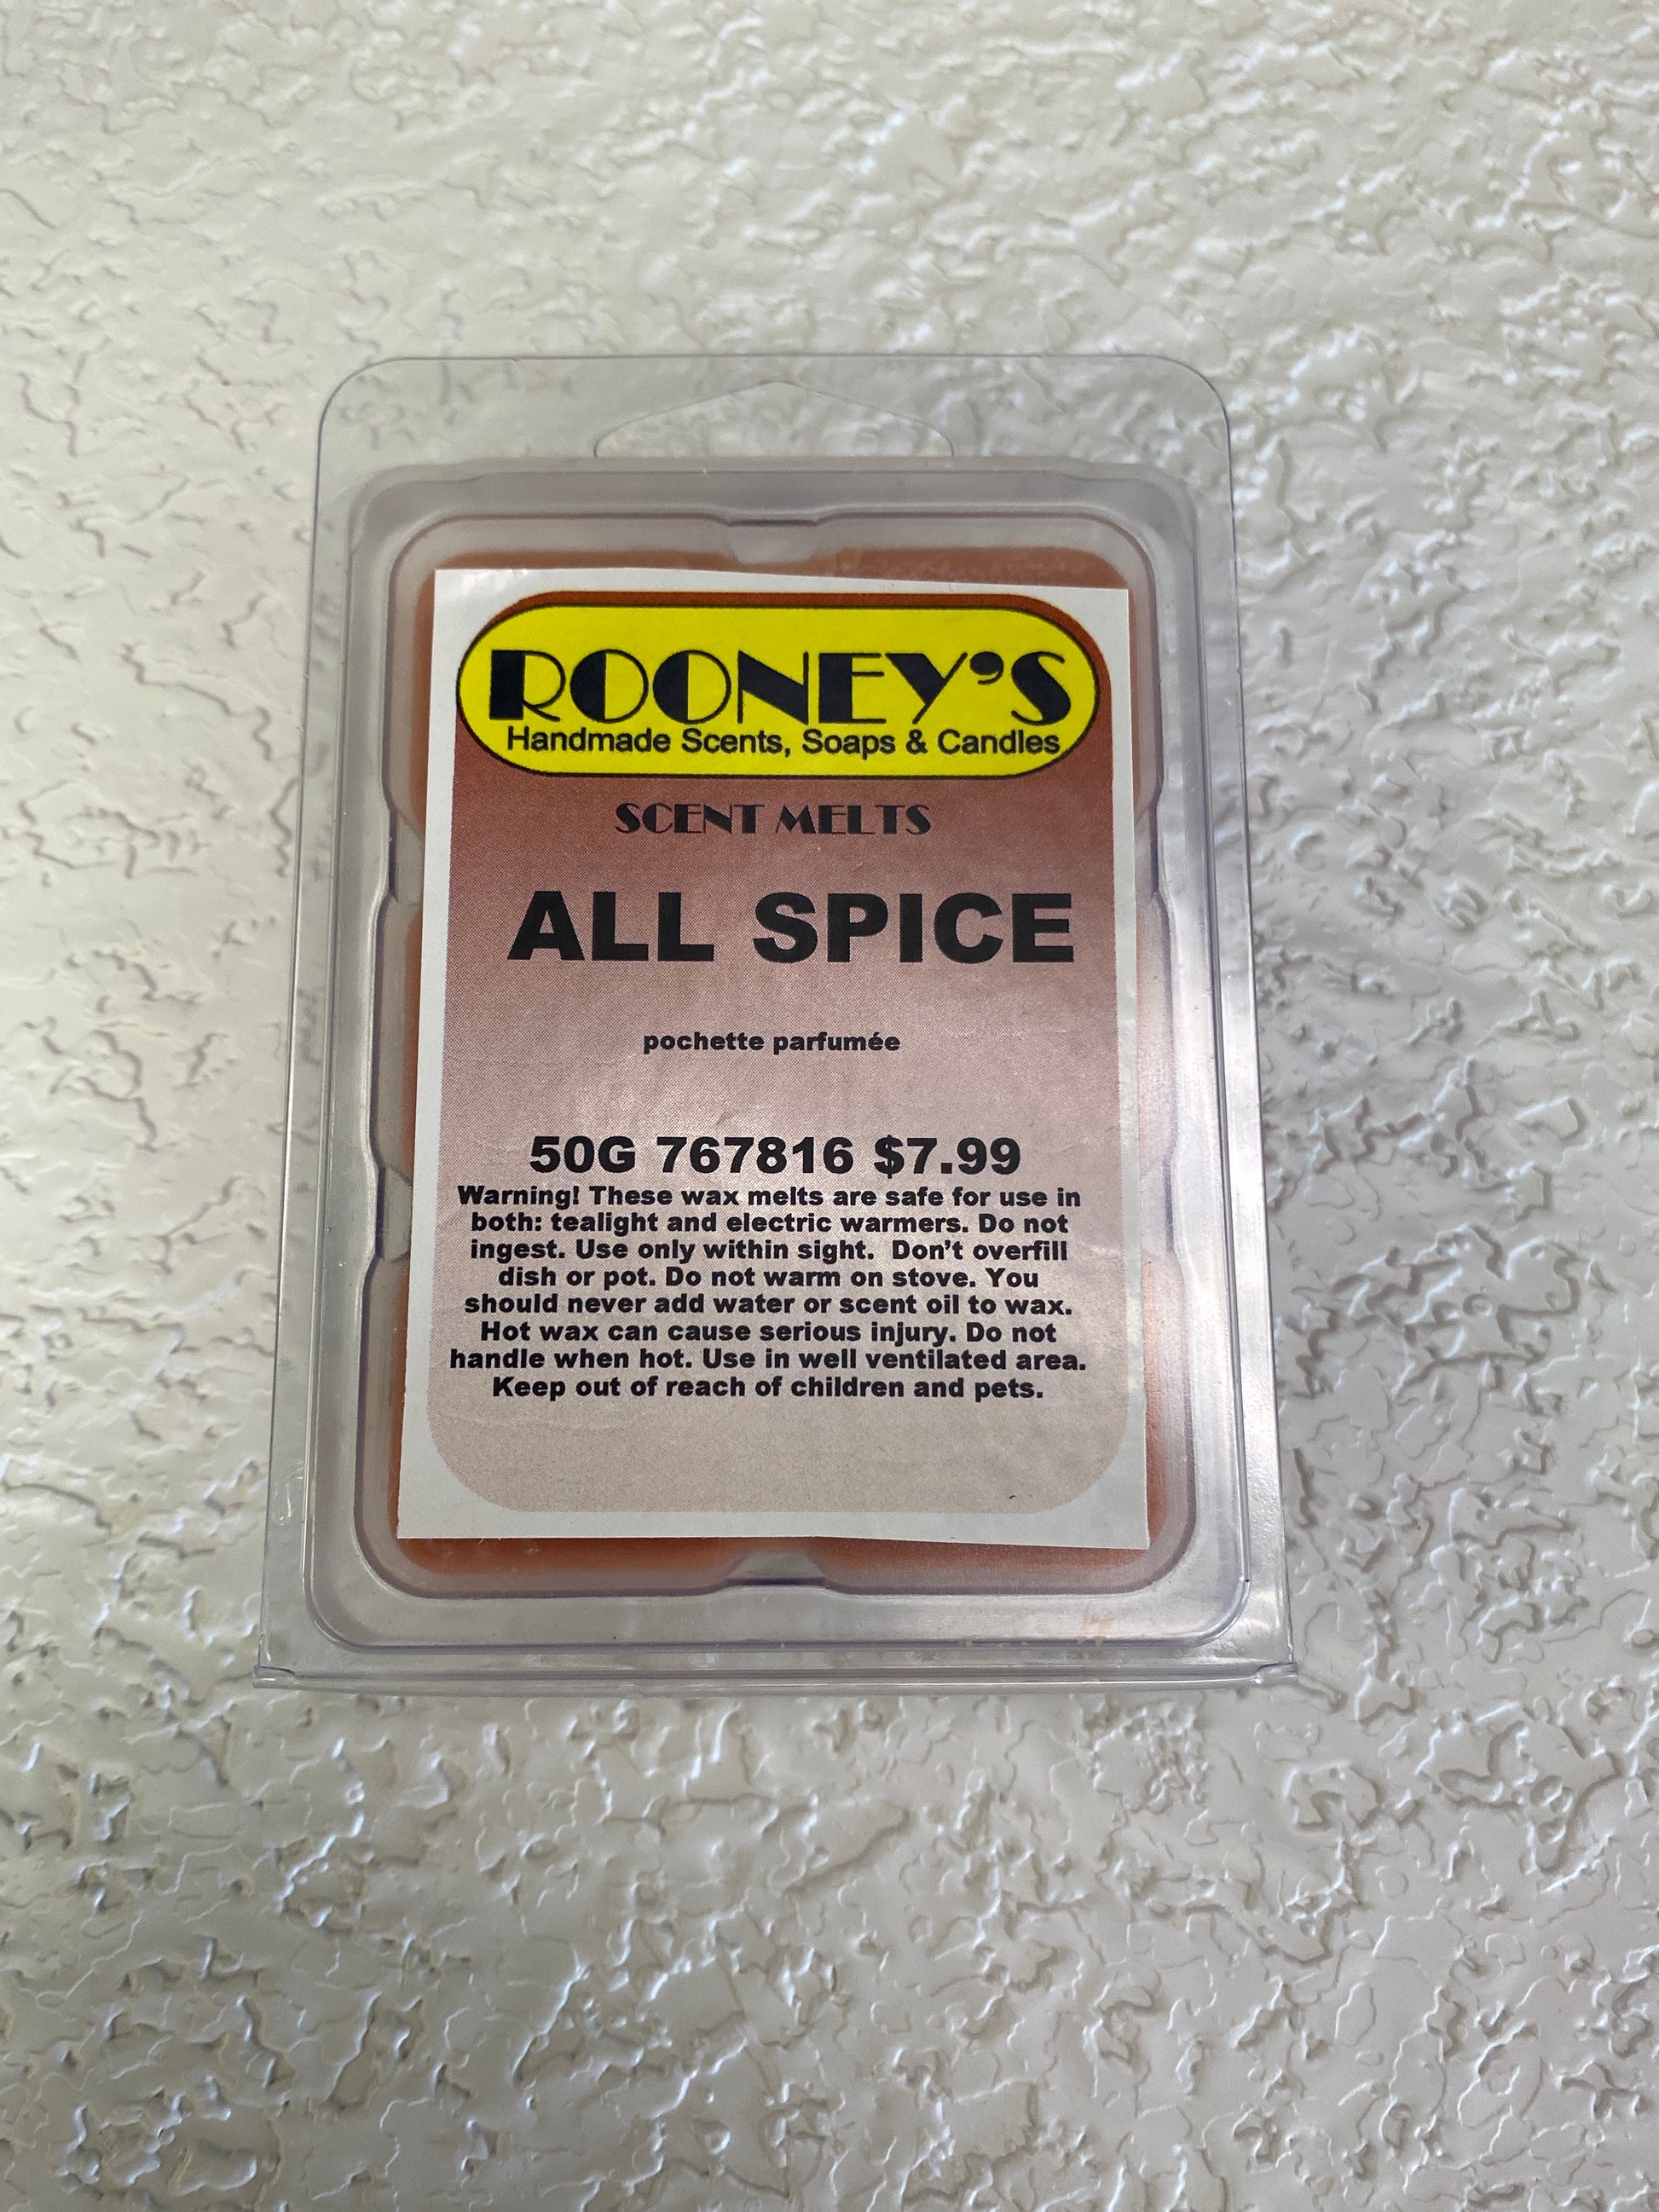 ROONEY'S
Handmade Scents, Soaps & Candles
SCENT MELTS
ALL SPICE
pochette parfumée
50G 767816 $7.99
Warning! These wax melts are safe for use in
both: tealight and electric warmers. Do not
ingest. Use only within sight.  Don't overfill
dish or pot. Do not warm on stove. You
should never add water or scent oil to wax.
Hot wax can cause serious injury. Do not
handle when hot. Use in well ventilated area.
Keep out of reach of children and pets.